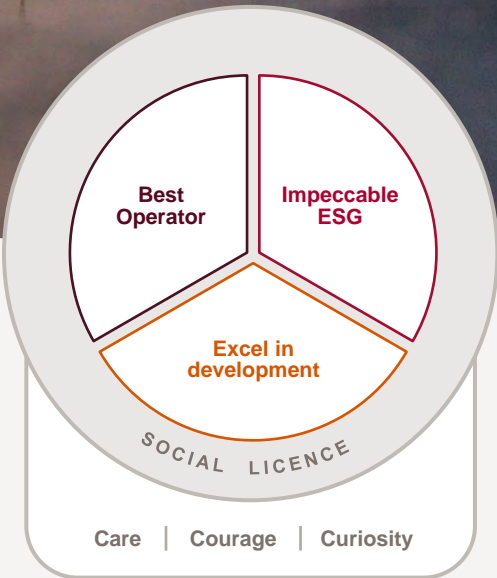 Best
Operator
Impeccable
ESG
Excel in
development
SOCIAL LICENCE
Care | Courage | Curiosity